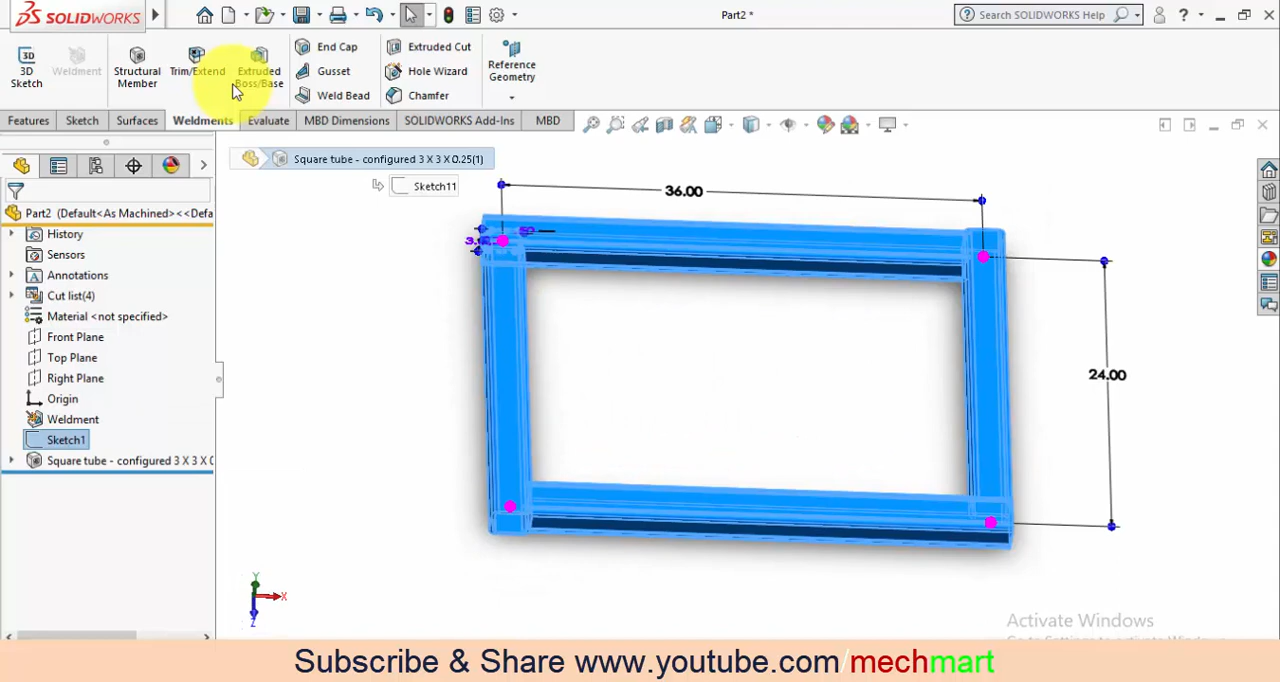 SOLIDWORKS
Part2 *
Search SOLIDWORKS Help
3D
Sketch
Weldment
Structural
Member
Trim/Extend
Extruded
Boss/Base
End Cap
Gusset
Weld Bead
Extruded Cut
Hole Wizard
Chamfer
Reference
Geometry
Features
Sketch
Surfaces
Weldments
Evaluate
MBD Dimensions
SOLIDWORKS Add-Ins
MBD
Square tube - configured 3 X 3 X 0.25(1)
Sketch11
Part2 (Default<As Machined><<Defa
History
Sensors
Annotations
Cut list(4)
Material <not specified>
Front Plane
Top Plane
Right Plane
Origin
Weldment
Sketch1
Square tube - configured 3 X 3 X 0
36.00
24.00
Y
X
Z
Activate Windows
Subscribe & Share www.youtube.com/mechmart